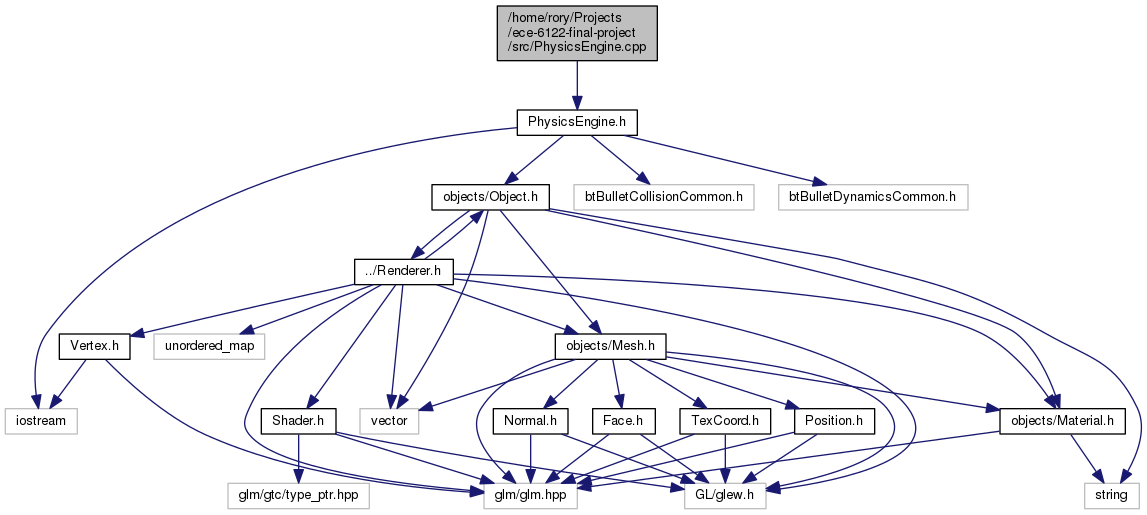 /home/rory/Projects
/ece-6122-final-project
/src/PhysicsEngine.cpp
PhysicsEngine.h
objects/Object.h
btBulletCollisionCommon.h
btBulletDynamicsCommon.h
../Renderer.h
Vertex.h
unordered_map
objects/Mesh.h
iostream
Shader.h
vector
Normal.h
Face.h
TexCoord.h
Position.h
objects/Material.h
glm/gtc/type_ptr.hpp
glm/glm.hpp
GL/glew.h
string